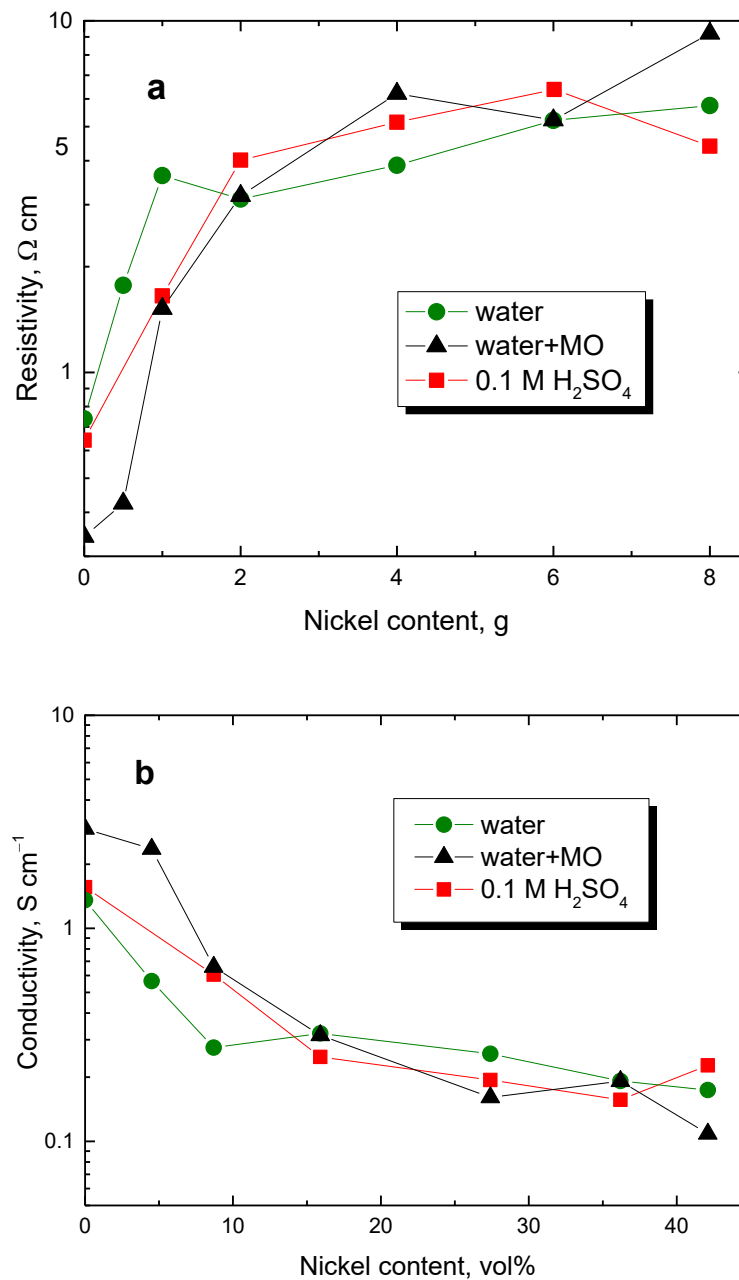 10
a
5
Resistivity, Ω cm
water
water+MO
0.1 M H₂SO₄
1
0 2 4 6 8
Nickel content, g
10
b
water
water+MO
0.1 M H₂SO₄
1
Conductivity, S cm⁻¹
0.1
0 10 20 30 40
Nickel content, vol%